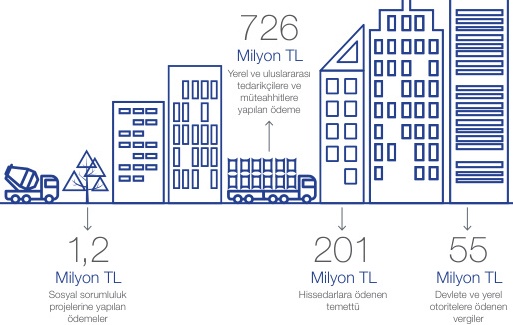 726
Milyon TL
Yerel ve uluslararası
tedarikçilere ve
müteahhitlere
yapılan ödeme
1,2
Milyon TL
Sosyal sorumluluk
projelerine yapılan
ödemeler
201
Milyon TL
Hissedarlara ödenen
temettü
55
Milyon TL
Devlete ve yerel
otoritelere ödenen
vergiler